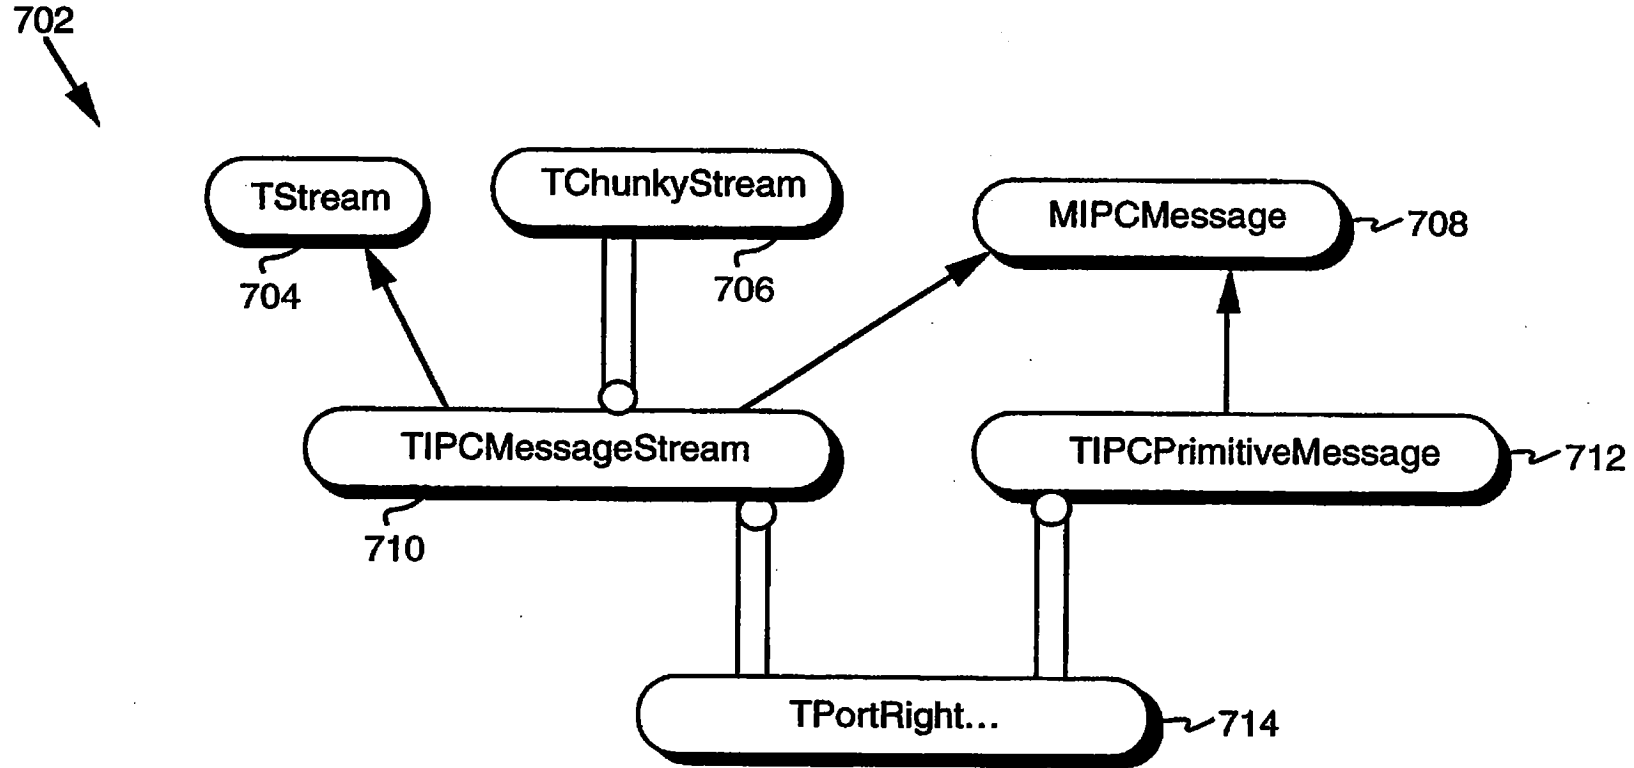 702
TStream
TChunkyStream
MIPCMessage
708
704
706
TIPCMessageStream
TIPCPrimitiveMessage
712
710
TPortRight...
714